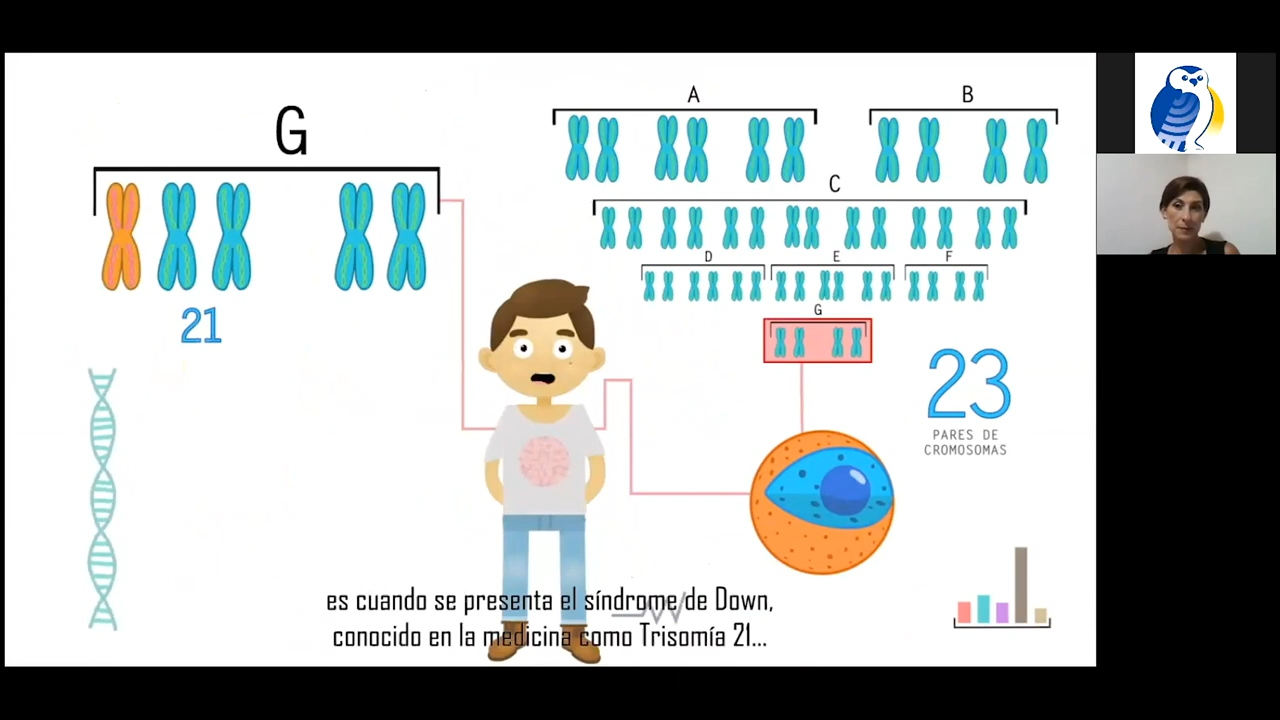 G
21
A
B
C
D
E
F
G
23
PARES DE
CROMOSOMAS
es cuando se presenta el síndrome de Down,
conocido en la medicina como Trisomía 21...